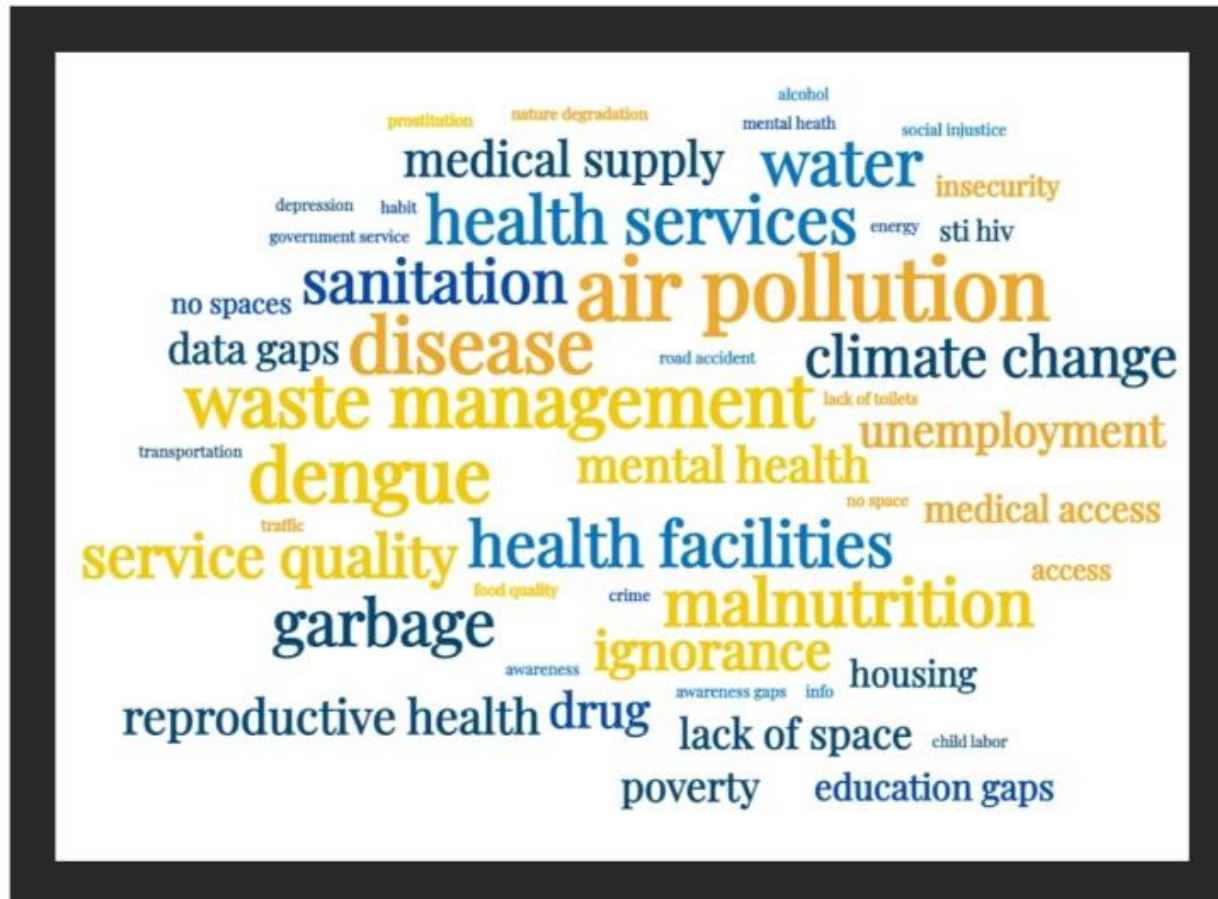 alcohol
prostitution
nature degradation
mental heath
social injustice
medical supply
water
insecurity
depression
habit
health services
energy
sti hiv
government service
sanitation
air pollution
no spaces
data gaps
disease
road accident
climate change
waste management
lack of toilets
unemployment
transportation
dengue
mental health
no space
medical access
traffic
service quality
health facilities
access
food quality
crime
malnutrition
garbage
ignorance
awareness
awareness gaps
info
housing
reproductive health
drug
lack of space
child labor
poverty
education gaps